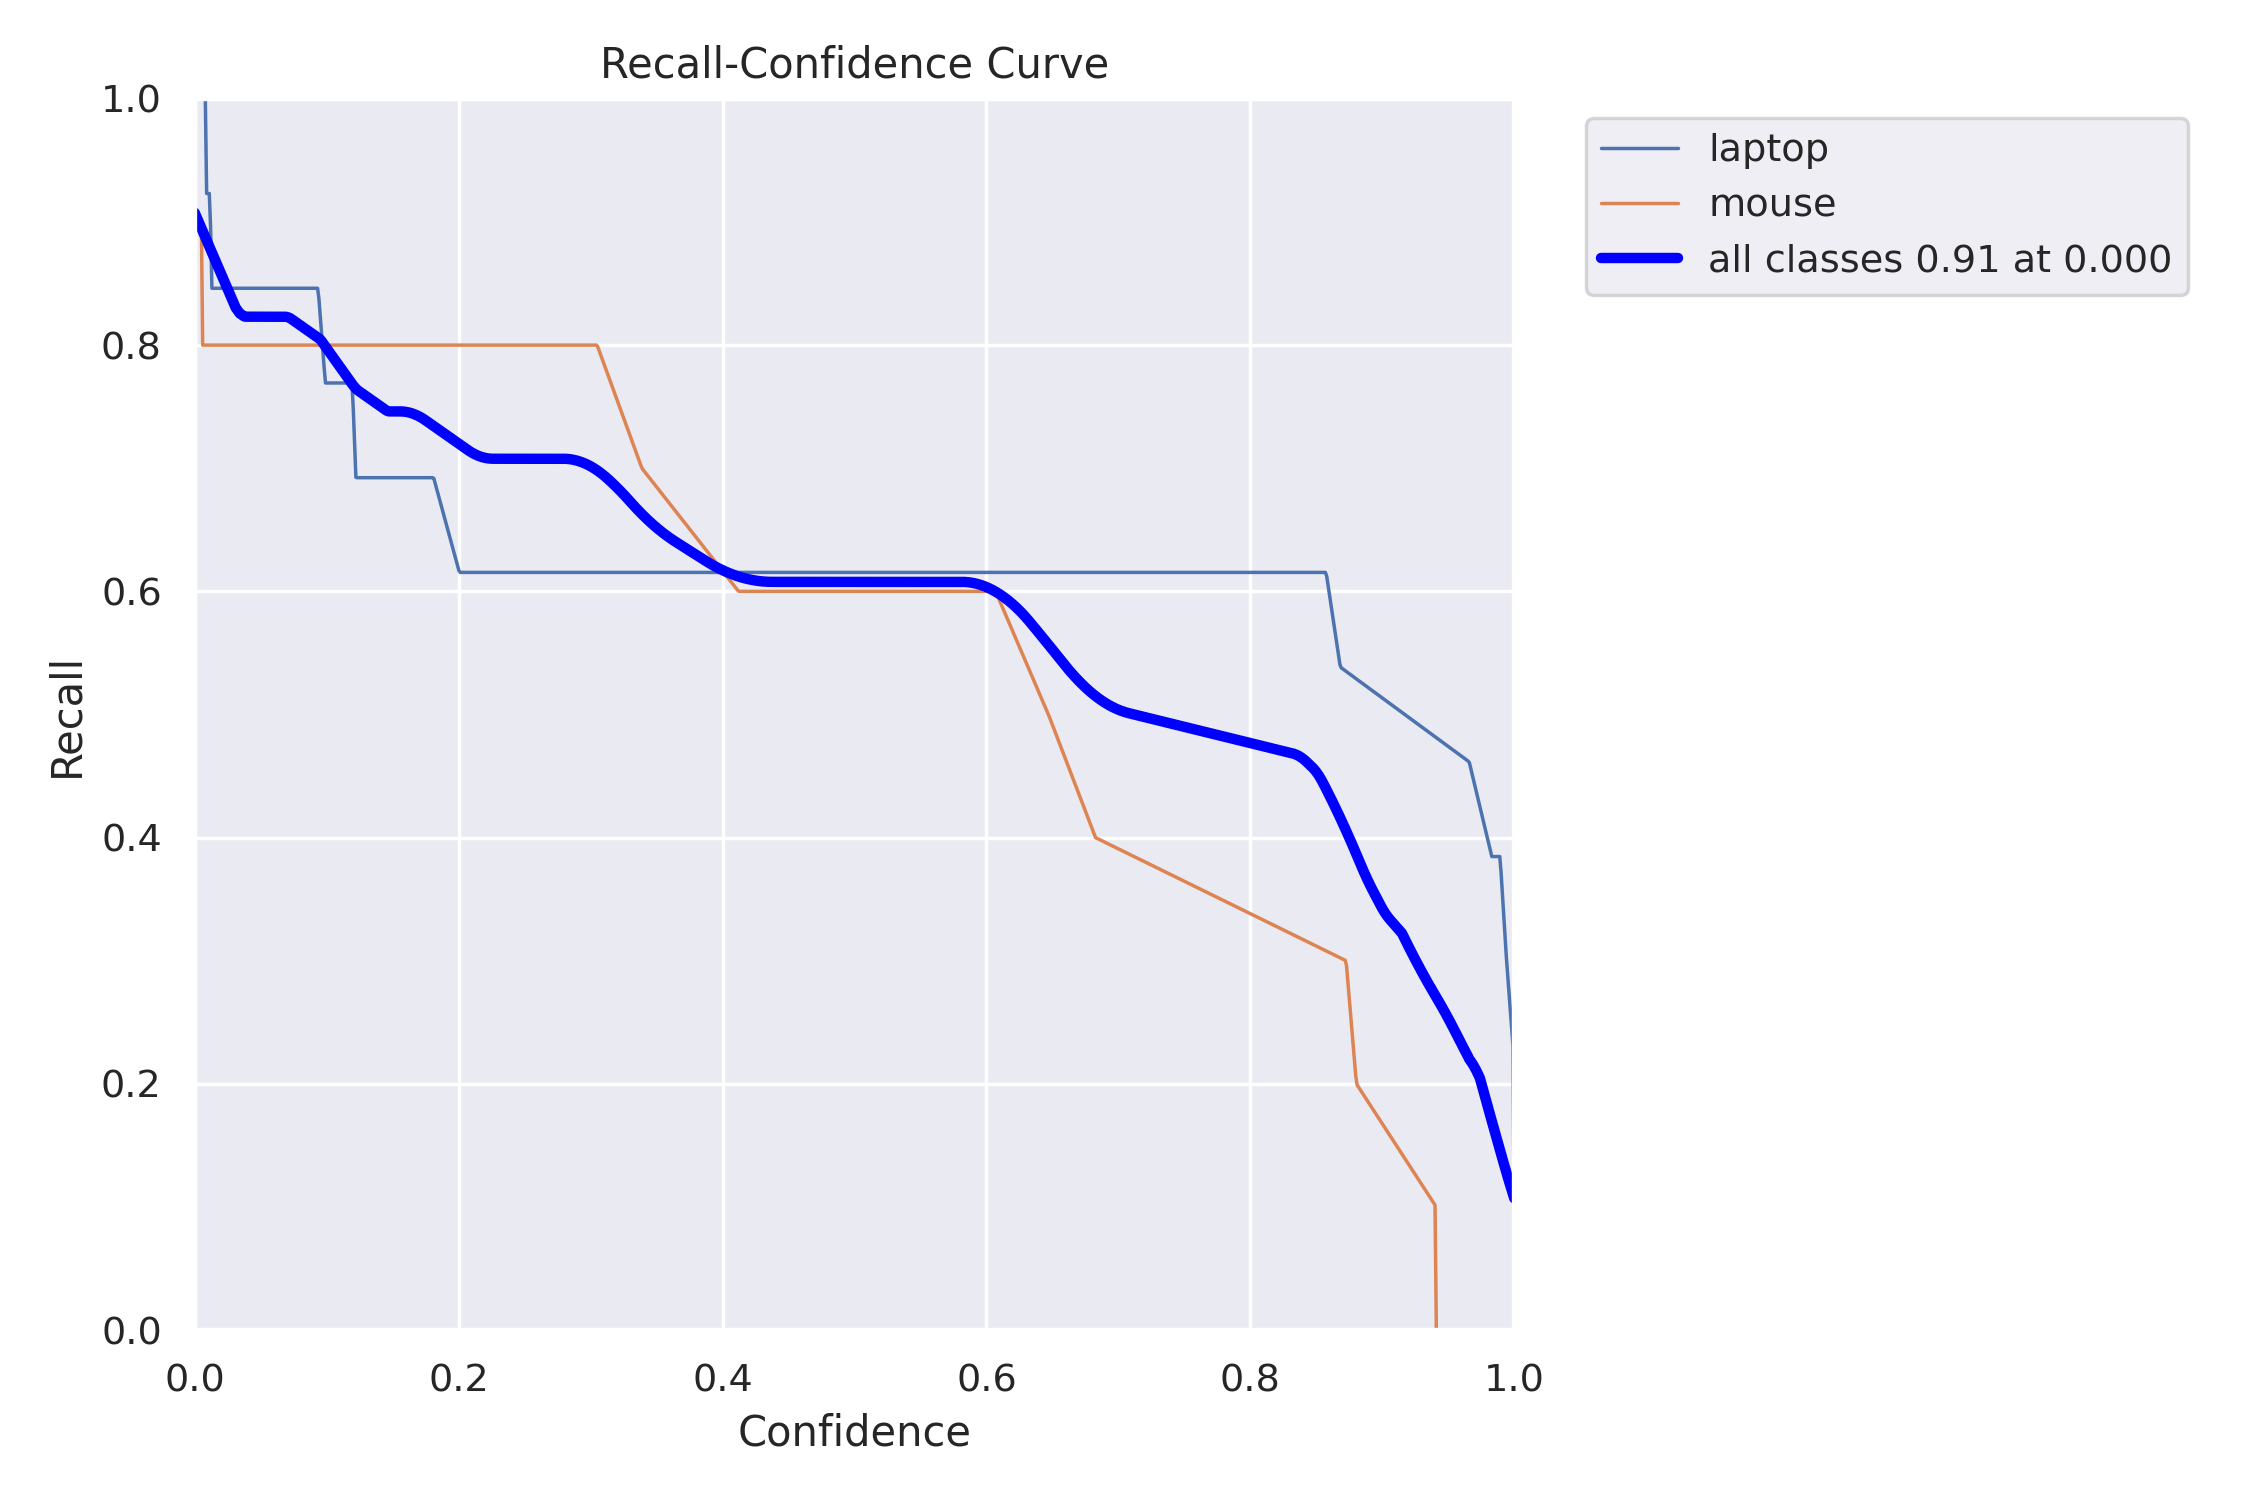 Recall-Confidence Curve
1.0
0.8
0.6
0.4
0.2
0.0
Recall
0.0 0.2 0.4 0.6 0.8 1.0
Confidence
laptop
mouse
all classes 0.91 at 0.000